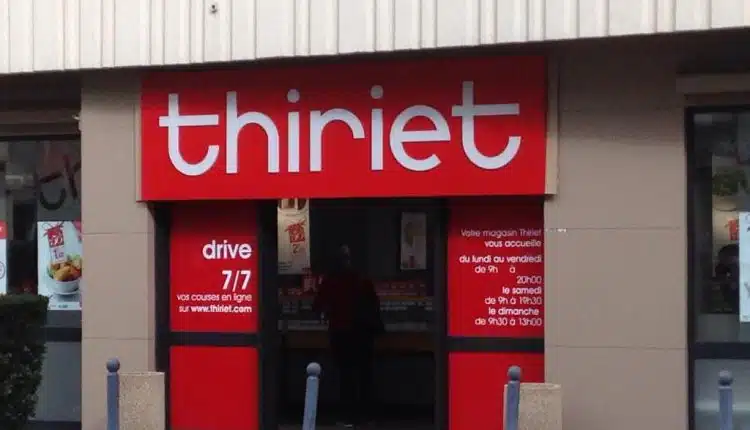 thiriet
drive
7/7
vos courses en ligne
sur www.thiriet.com
Votre magasin Thiriet
vous accueille
du lundi au vendredi
de 9h à
20h00
le samedi
de 9h à 19h30
le dimanche
de 9h30 à 13h00